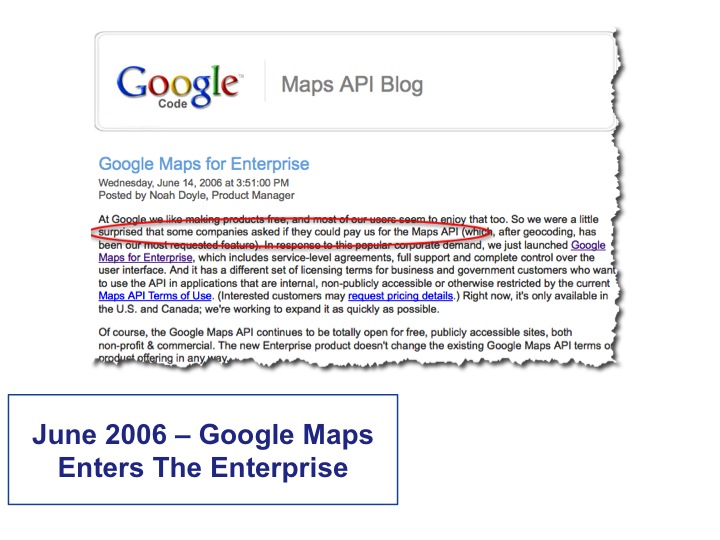 Google™
Code
Maps API Blog
Google Maps for Enterprise
Wednesday, June 14, 2006 at 3:51:00 PM
Posted by Noah Doyle, Product Manager
At Google we like making products free, and most of our users seem to enjoy that too. So we were a little
surprised that some companies asked if they could pay us for the Maps API (which, after geocoding, has
been our most requested feature). In response to this popular corporate demand, we just launched Google
Maps for Enterprise, which includes service-level agreements, full support and complete control over the
user interface. And it has a different set of licensing terms for business and government customers who want
to use the API in applications that are internal, non-publicly accessible or otherwise restricted by the current
Maps API Terms of Use. (Interested customers may request pricing details.) Right now, it's only available in
the U.S. and Canada; we're working to expand it as quickly as possible.
Of course, the Google Maps API continues to be totally open for free, publicly accessible sites, both
non-profit & commercial. The new Enterprise product doesn't change the existing Google Maps API terms or
product offering in any way.
June 2006 – Google Maps
Enters The Enterprise